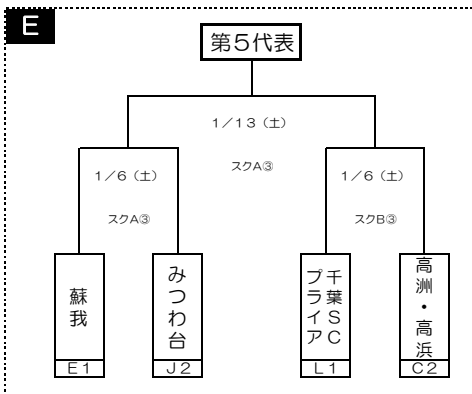 E
第5代表
1/13(土)
スクA③
1/6(土)
スクA③
1/6(土)
スクB③
蘇我
みつわ台
千葉SC
プライア
高洲・高浜
E1
J2
L1
C2